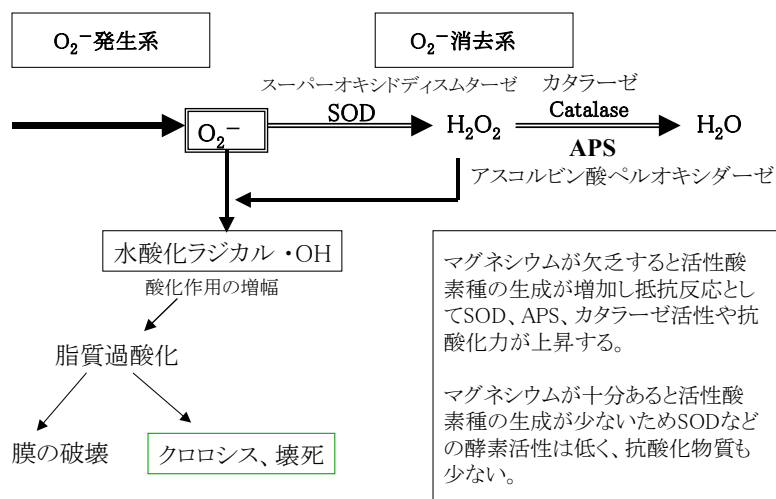 O₂⁻発生系
O₂⁻消去系
スーパーオキシドディスムターゼ
カタラーゼ
SOD
Catalase
O₂⁻
H₂O₂
H₂O
APS
アスコルビン酸ペルオキシダーゼ
水酸化ラジカル ・OH
酸化作用の増幅
脂質過酸化
膜の破壊
クロロシス、壊死
マグネシウムが欠乏すると活性酸
素種の生成が増加し抵抗反応とし
てSOD、APS、カタラーゼ活性や抗
酸化力が上昇する。
マグネシウムが十分あると活性酸
素種の生成が少ないためSODなど
の酵素活性は低く、抗酸化物質も
少ない。